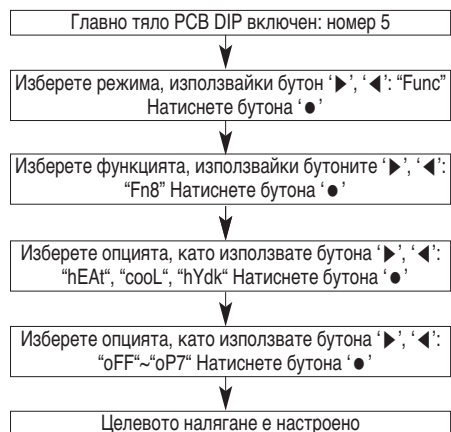 Главно тяло PCB DIP включен: номер 5
Изберете режима, използвайки бутон ‘▶’, ‘◀’: “Func”
Натиснете бутона ‘●’
Изберете функцията, използвайки бутоните ‘▶’, ‘◀’:
“Fn8” Натиснете бутона ‘●’
Изберете опцията, като използвате бутона ‘▶’, ‘◀’:
“hEAt“, “cooL“, “hYdk“ Натиснете бутона ‘●’
Изберете опцията, като използвате бутона ‘▶’, ‘◀’:
“oFF“~“oP7“ Натиснете бутона ‘●’
Целевото налягане е настроено